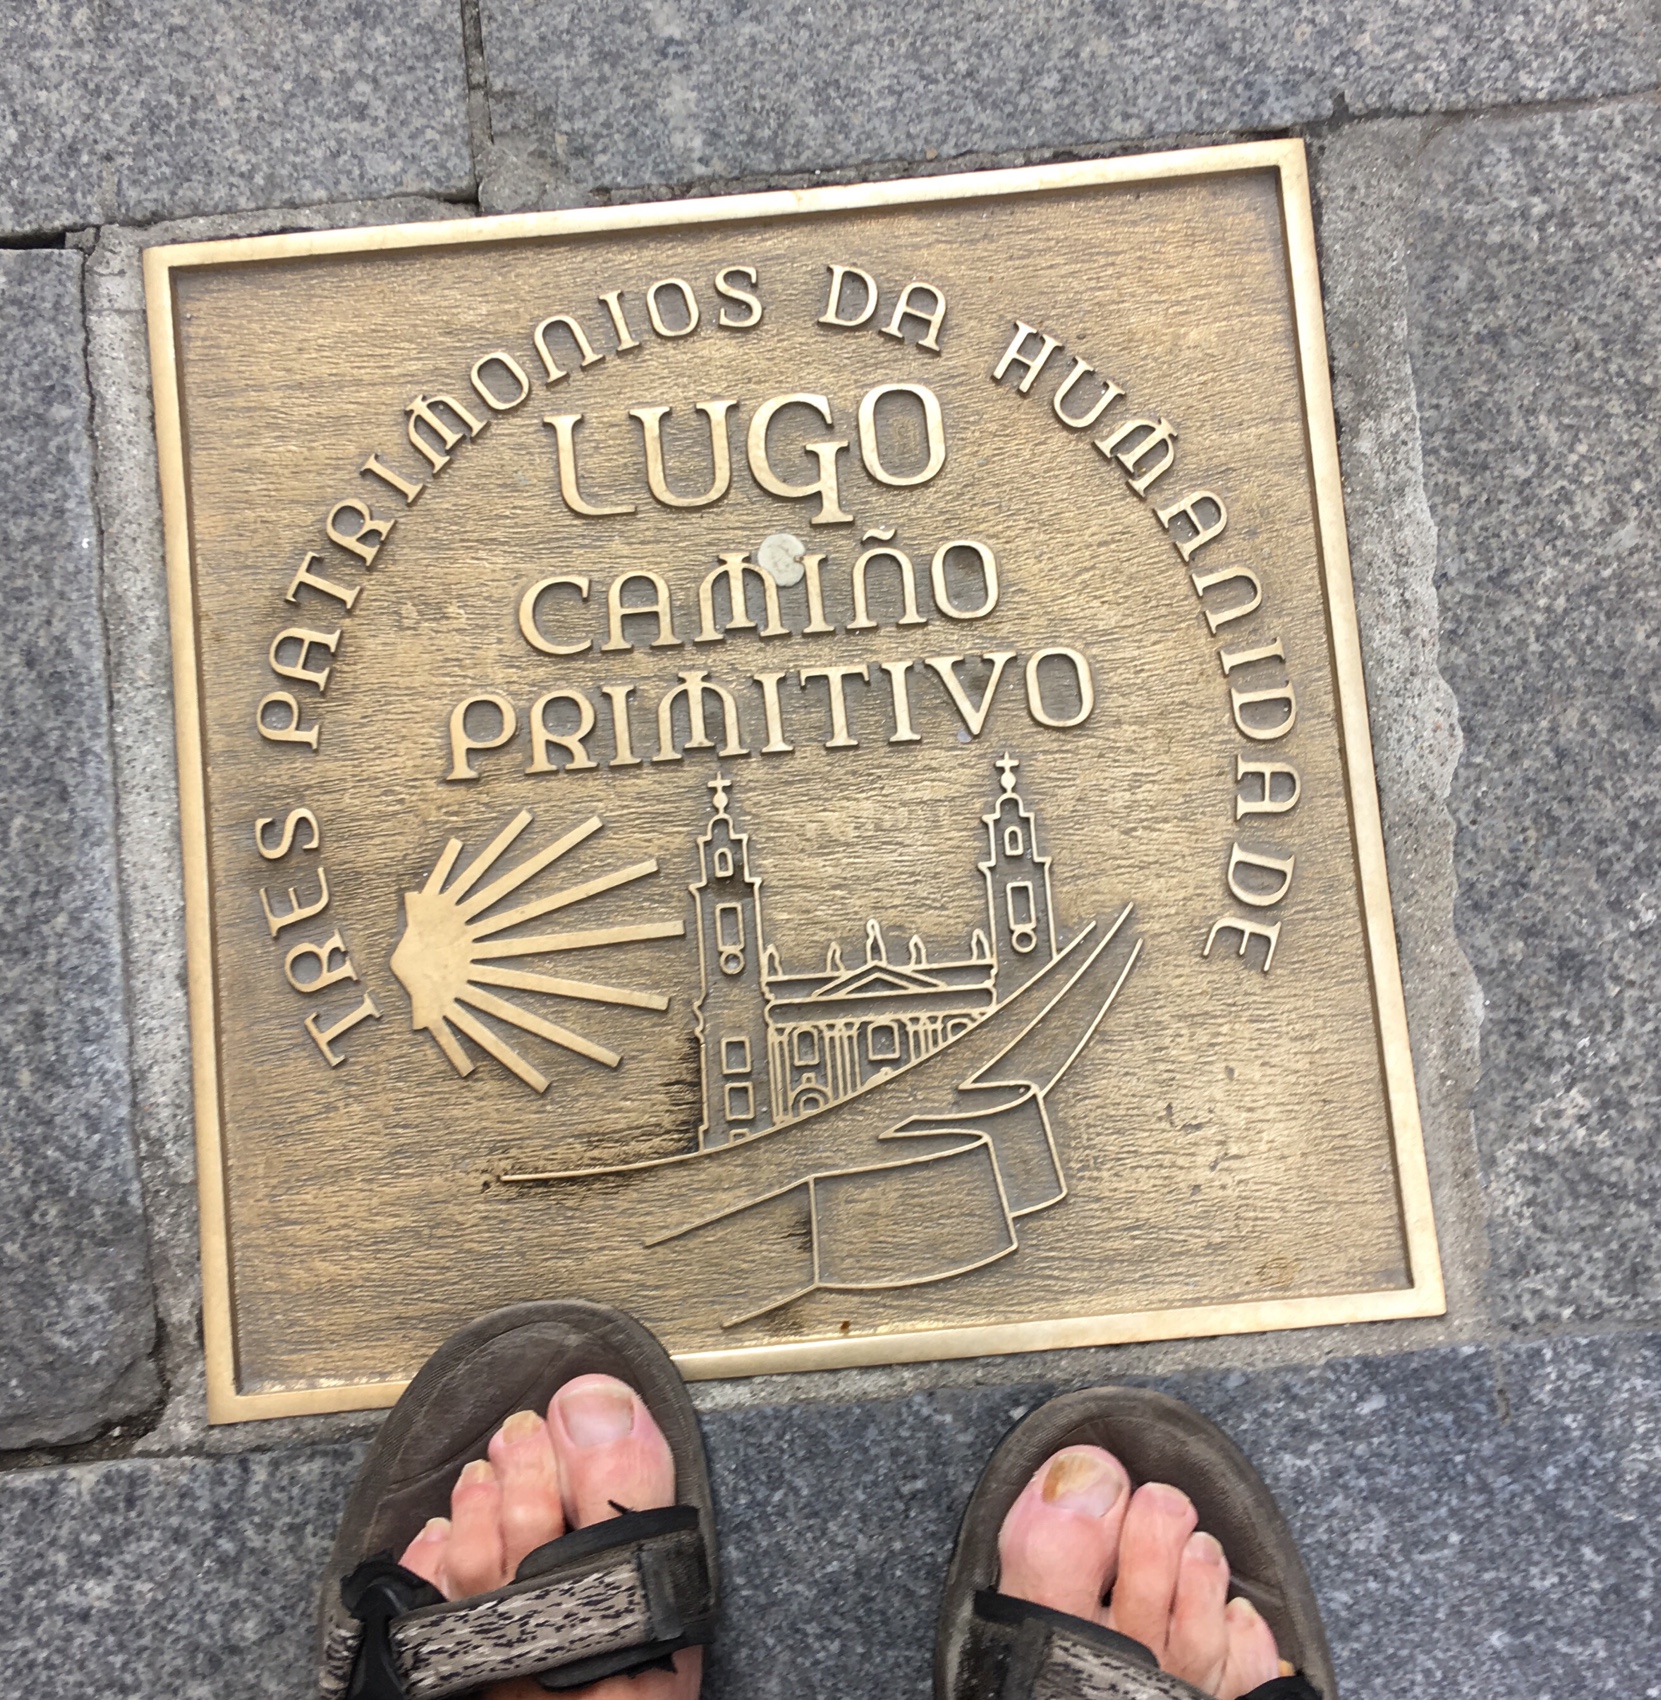 TRES PATRIMONIOS DA HUMANIDADE
LUGO
CAMIÑO
PRIMITIVO